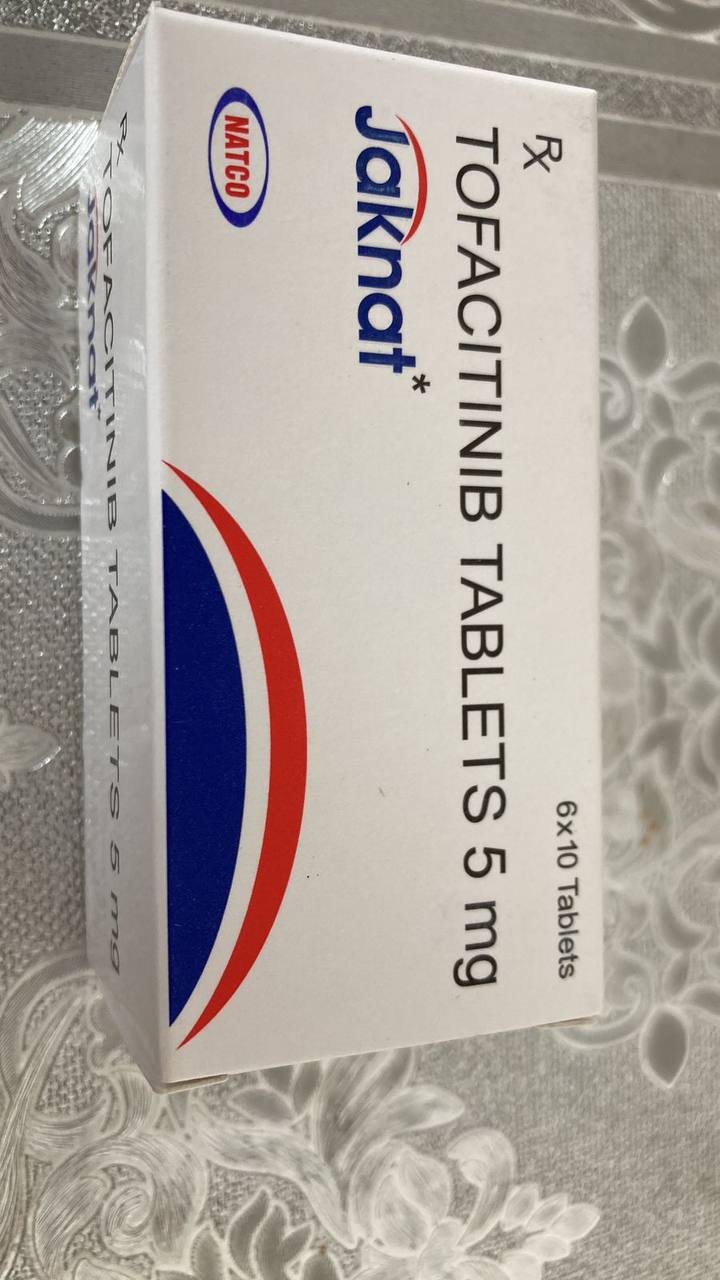 ℞
6x10 Tablets
TOFACITINIB TABLETS 5 mg
Jaknat*
NATCO
℞
TOFACITINIB TABLETS 5 mg
Jaknat*